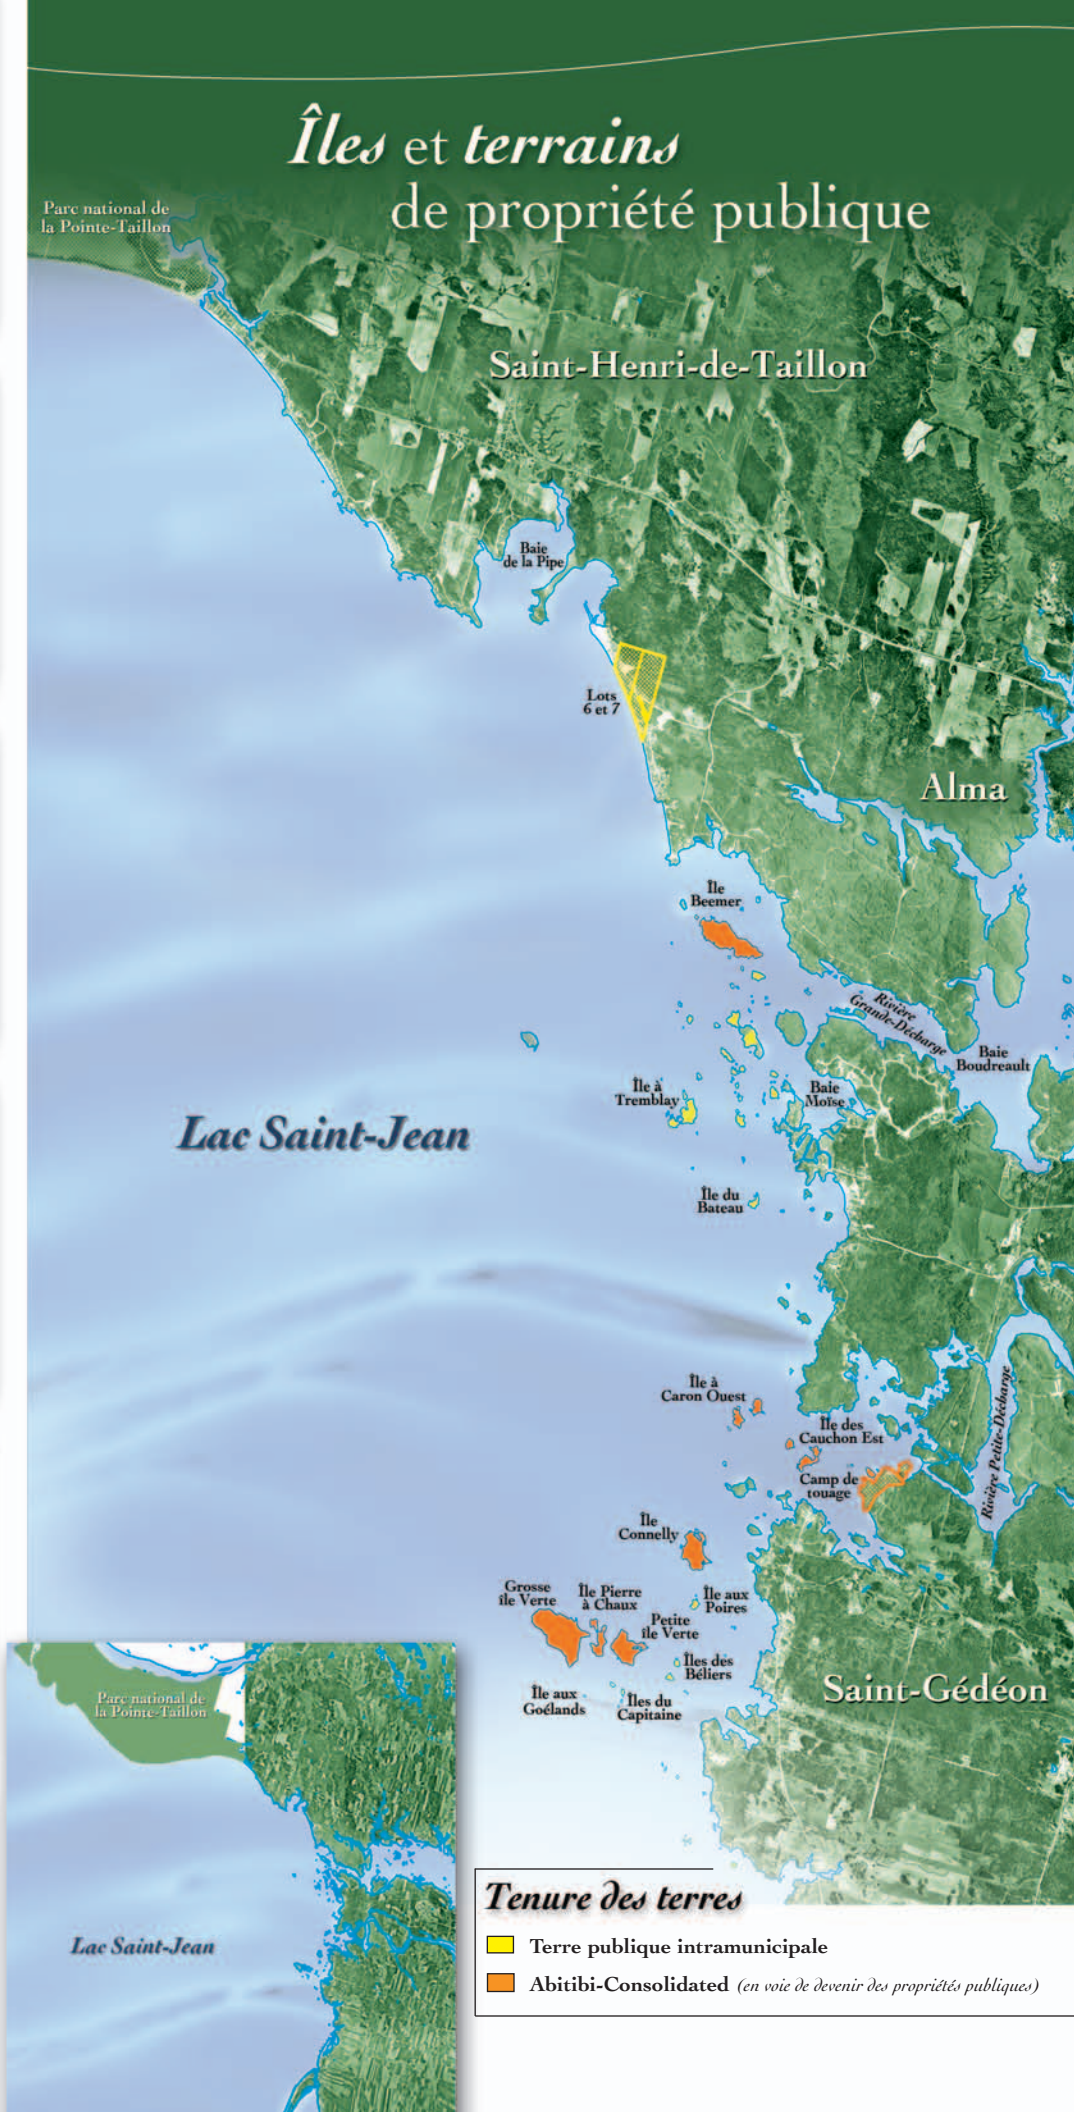 Îles et terrains
de propriété publique
Parc national de
la Pointe-Taillon
Saint-Henri-de-Taillon
Baie
de la Pipe
Lots
6 et 7
Alma
Île
Beemer
Rivière
Grande-Décharge
Baie
Boudreault
Île à
Tremblay
Baie
Moïse
Lac Saint-Jean
Île du
Bateau
Île à
Caron Ouest
Île des
Cauchon Est
Camp de
touage
Rivière Petite-Décharge
Île
Connelly
Grosse
île Verte
Île Pierre
à Chaux
Île aux
Poires
Petite
île Verte
Îles des
Béliers
Île aux
Goélands
Îles du
Capitaine
Saint-Gédéon
Parc national de
la Pointe-Taillon
Lac Saint-Jean
Tenure des terres
Terre publique intramunicipale
Abitibi-Consolidated (en voie de devenir des propriétés publiques)